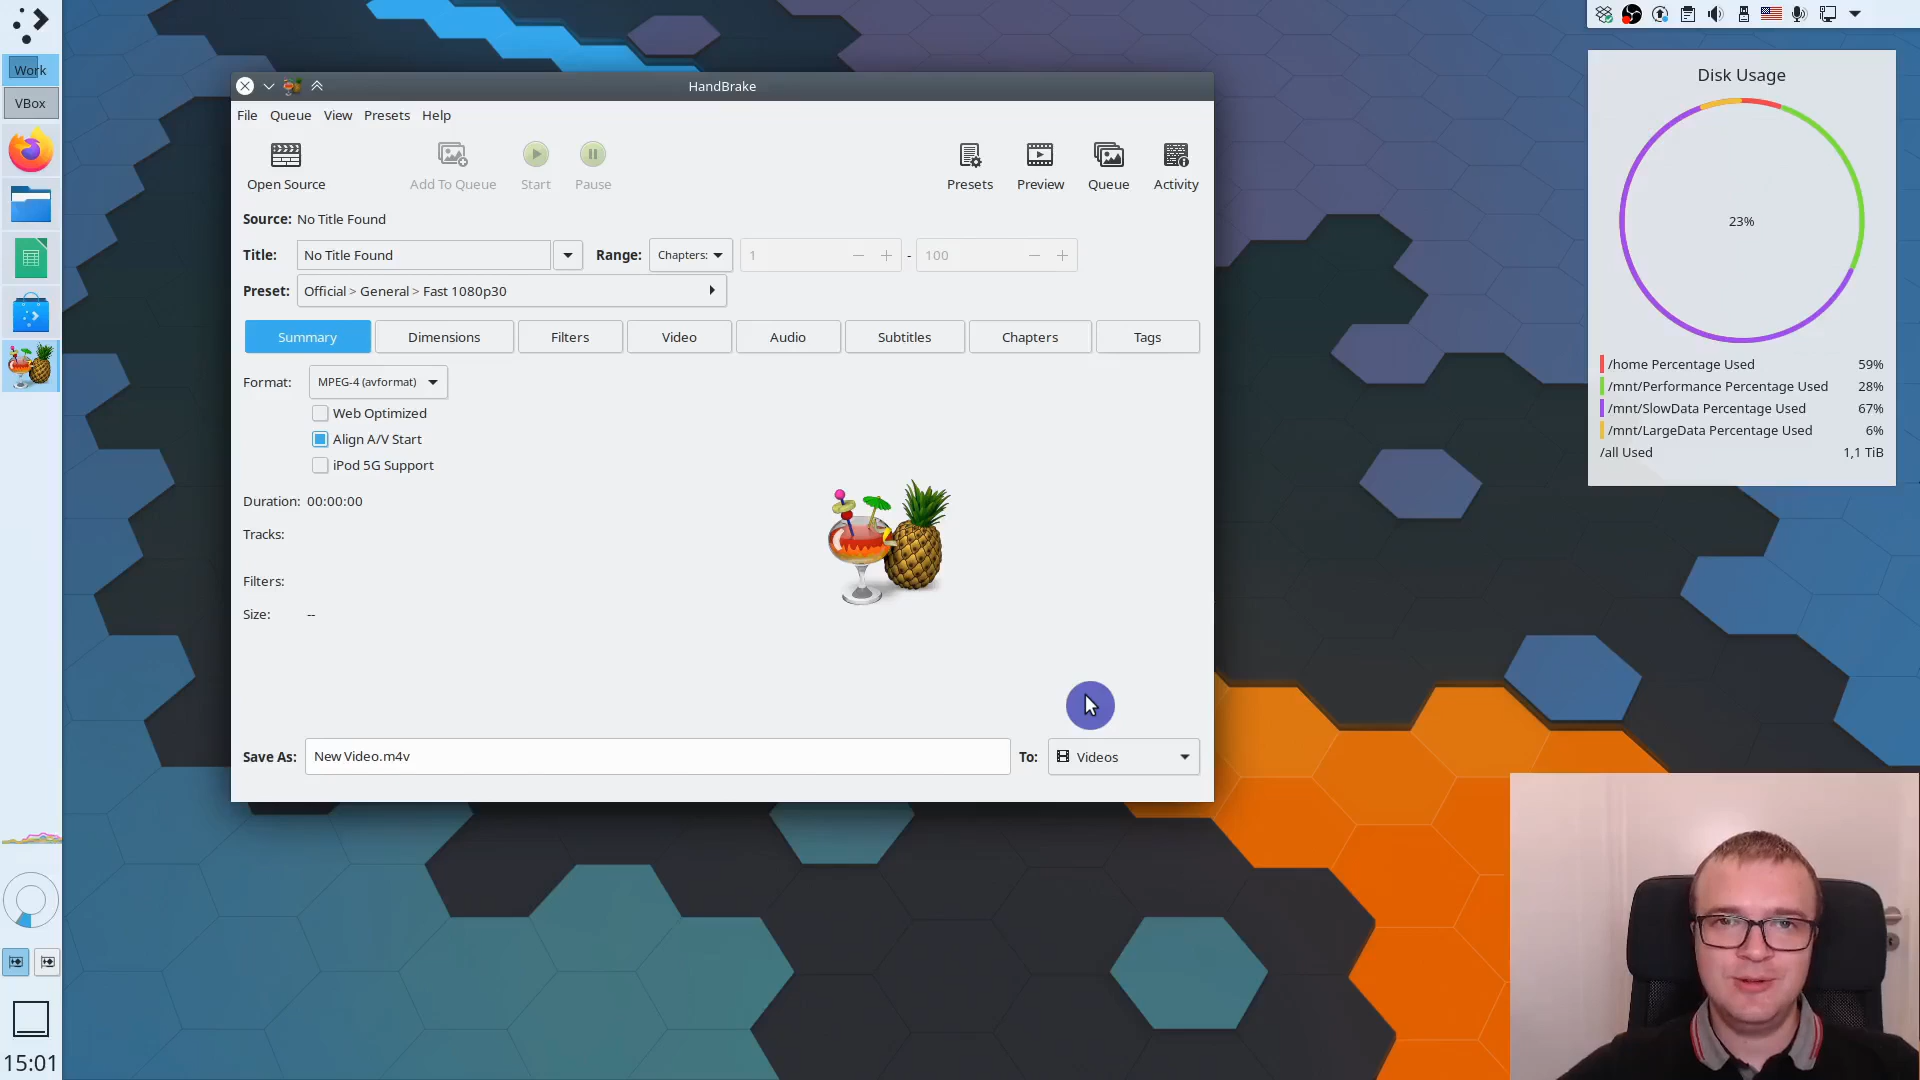 Work
VBox
15:01
HandBrake
File Queue View Presets Help
Open Source Add To Queue Start Pause Presets Preview Queue Activity
Source: No Title Found
Title: No Title Found Range: Chapters: 1 - 100
Preset: Official > General > Fast 1080p30
Summary Dimensions Filters Video Audio Subtitles Chapters Tags
Format: MPEG-4 (avformat)
Web Optimized
Align A/V Start
iPod 5G Support
Duration: 00:00:00
Tracks:
Filters:
Size: --
Save As: New Video.m4v To: Videos
Disk Usage
23%
/home Percentage Used 59%
/mnt/Performance Percentage Used 28%
/mnt/SlowData Percentage Used 67%
/mnt/LargeData Percentage Used 6%
/all Used 1,1 TiB